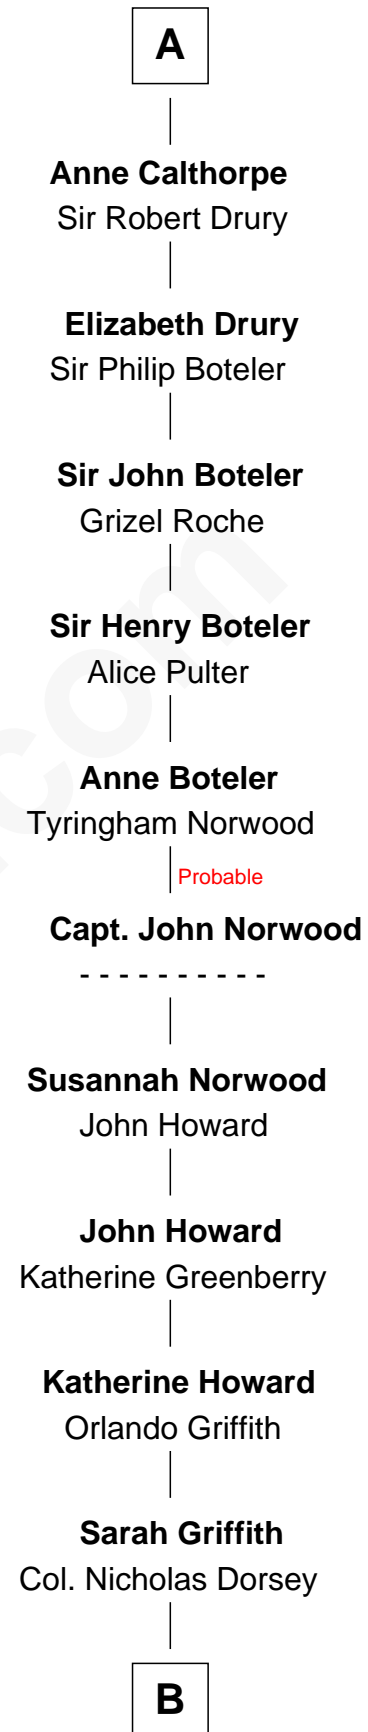 A
Anne Calthorpe
Sir Robert Drury
Elizabeth Drury
Sir Philip Boteler
Sir John Boteler
Grizel Roche
Sir Henry Boteler
Alice Pulter
Anne Boteler
Tyringham Norwood
Probable
Capt. John Norwood
- - - - - - - - - -
Susannah Norwood
John Howard
John Howard
Katherine Greenberry
Katherine Howard
Orlando Griffith
Sarah Griffith
Col. Nicholas Dorsey
B
.com